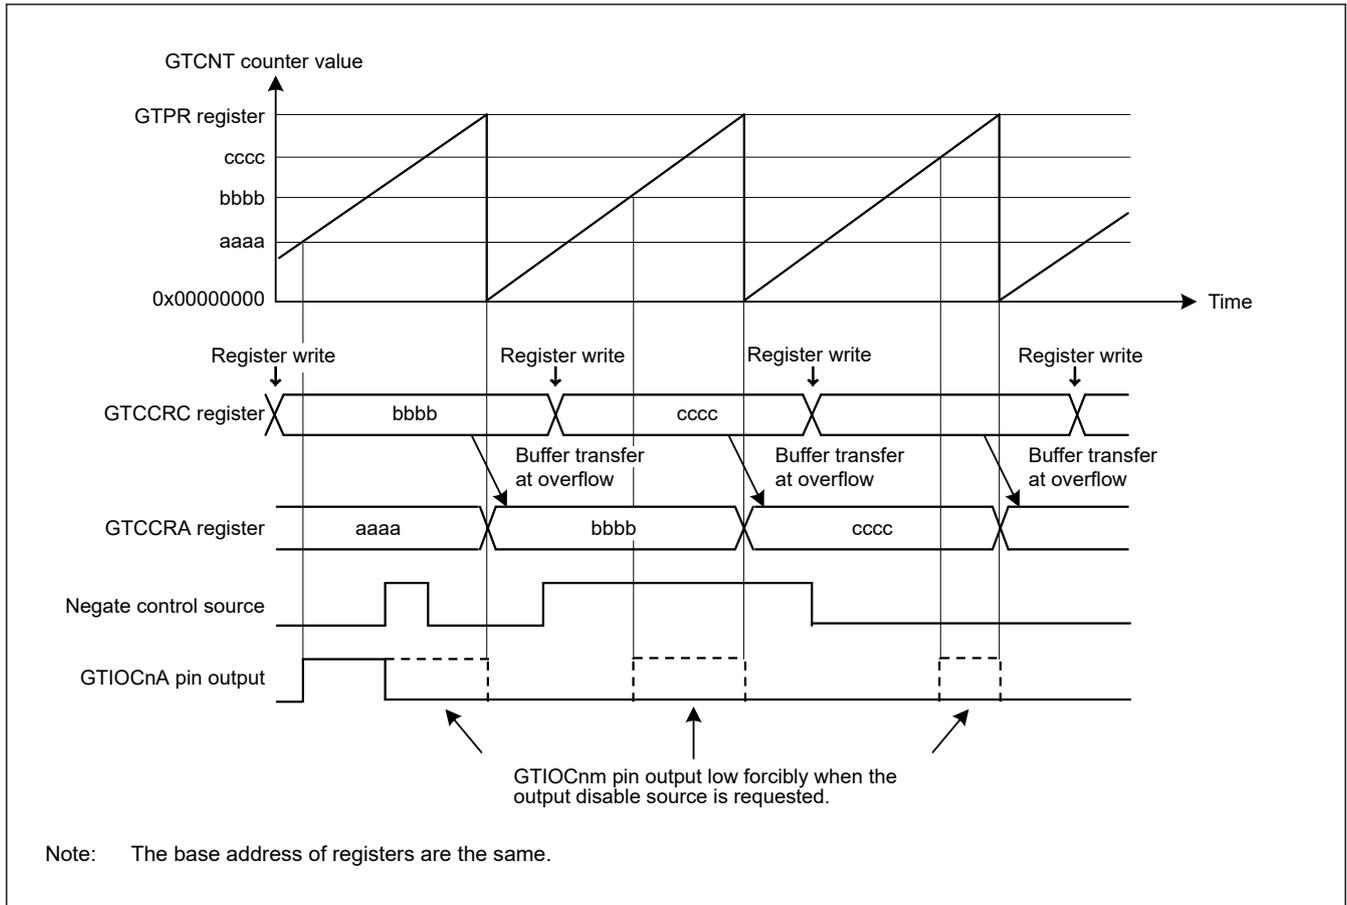 GTCNT counter value
GTPR register
cccc
bbbb
aaaa
0x00000000
Time
Register write
Register write
Register write
Register write
GTCCRC register
bbbb
cccc
Buffer transfer
at overflow
Buffer transfer
at overflow
Buffer transfer
at overflow
GTCCRA register
aaaa
bbbb
cccc
Negate control source
GTIOCnA pin output
GTIOCnm pin output low forcibly when the
output disable source is requested.
Note: The base address of registers are the same.